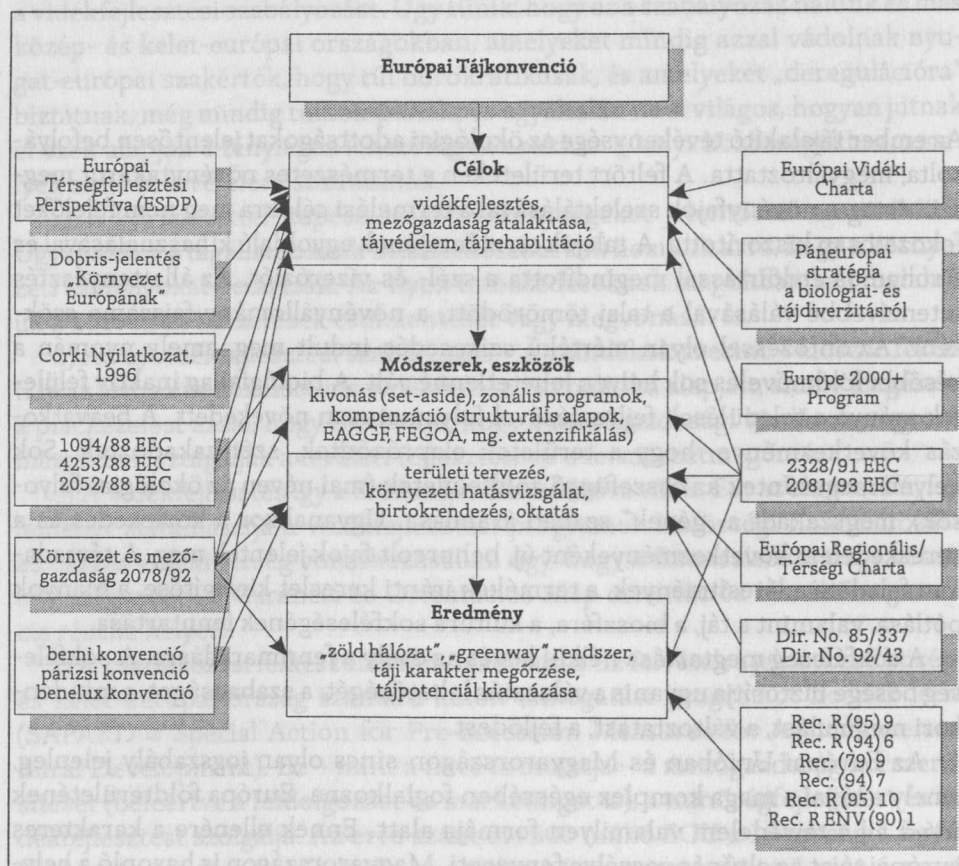 Európai Tájkonvenció
Európai
Térségfejlesztési
Perspektíva (ESDP)
Dobris-jelentés
„Környezet
Európának”
Corki Nyilatkozat,
1996
1094/88 EEC
4253/88 EEC
2052/88 EEC
Környezet és mező-
gazdaság 2078/92
berni konvenció
párizsi konvenció
beneluxkonvenció
Célok
vidékfejlesztés,
mezőgazdaság átalakítása,
tájvédelem, tájrehabilitáció
Módszerek, eszközök
kivonás (set-aside), zonális programok,
kompenzáció (strukturális alapok,
EAGGF, FEGOA, mg. extenzifikálás)
területi tervezés,
környezeti hatásvizsgálat,
birtokrendezés, oktatás
Eredmény
„zöld hálózat”, „greenway” rendszer,
táj karakter megőrzése,
tájpotenciál kiaknázása
Európai Vidéki
Charta
Páneurópai
stratégia
a biológiai- és
tájdiverzitásról
Europe 2000+
Program
2328/91 EEC
2081/93 EEC
Európai Regionális/
Térségi Charta
Dir. No. 85/337
Dir. No. 92/43
Rec. R (95) 9
Rec. R (94) 6
Rec. (79) 9
Rec. (94) 7
Rec. R (95) 10
Rec. R ENV (90) 1